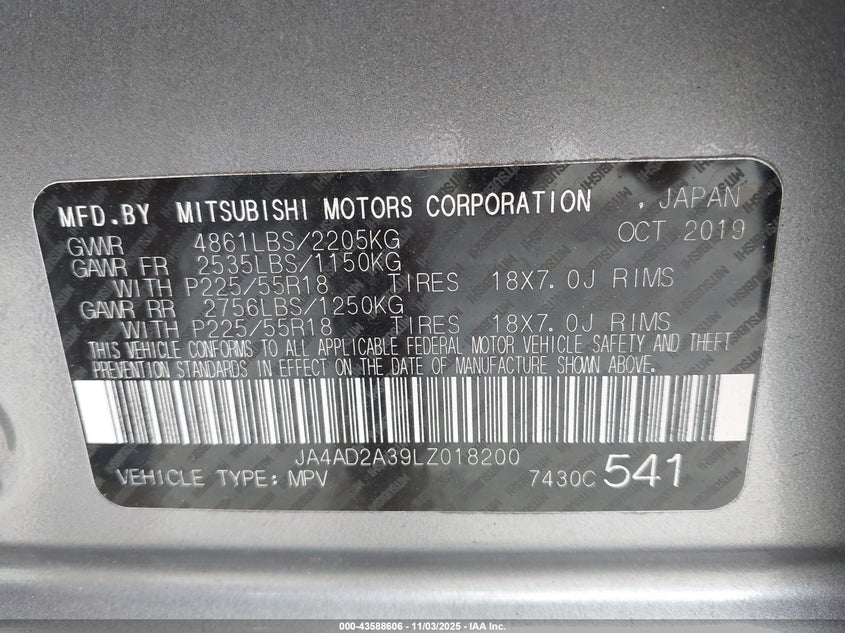 MFD.BY MITSUBISHI MOTORS CORPORATION , JAPAN
GWWR 4861LBS/2205KG OCT 2019
GAWR FR 2535LBS/1150KG
WITH P225/55R18 TIRES 18X7.0J RIMS
GAWR RR 2756LBS/1250KG
WITH P225/55R18 TIRES 18X7.0J RIMS
THIS VEHICLE CONFORMS TO ALL APPLICABLE FEDERAL MOTOR VEHICLE SAFETY AND THEFT
PREVENTION STANDARDS IN EFFECT ON THE DATE OF MANUFACTURE SHOWN ABOVE.
JA4AD2A39LZ018200
VEHICLE TYPE: MPV 7430C 541
000-43588606 - 11/03/2025 - IAA Inc.